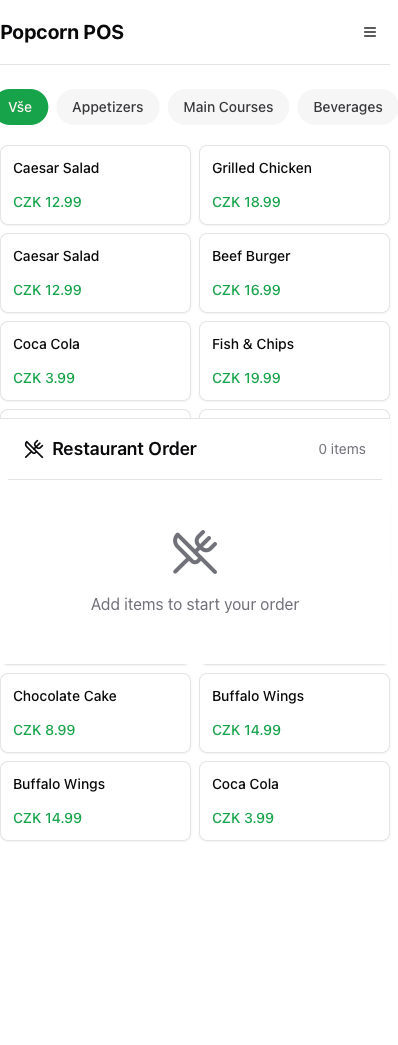 Popcorn POS
Vše
Appetizers
Main Courses
Beverages
Caesar Salad
CZK 12.99
Grilled Chicken
CZK 18.99
Caesar Salad
CZK 12.99
Beef Burger
CZK 16.99
Coca Cola
CZK 3.99
Fish & Chips
CZK 19.99
Restaurant Order
0 items
Add items to start your order
Chocolate Cake
CZK 8.99
Buffalo Wings
CZK 14.99
Buffalo Wings
CZK 14.99
Coca Cola
CZK 3.99